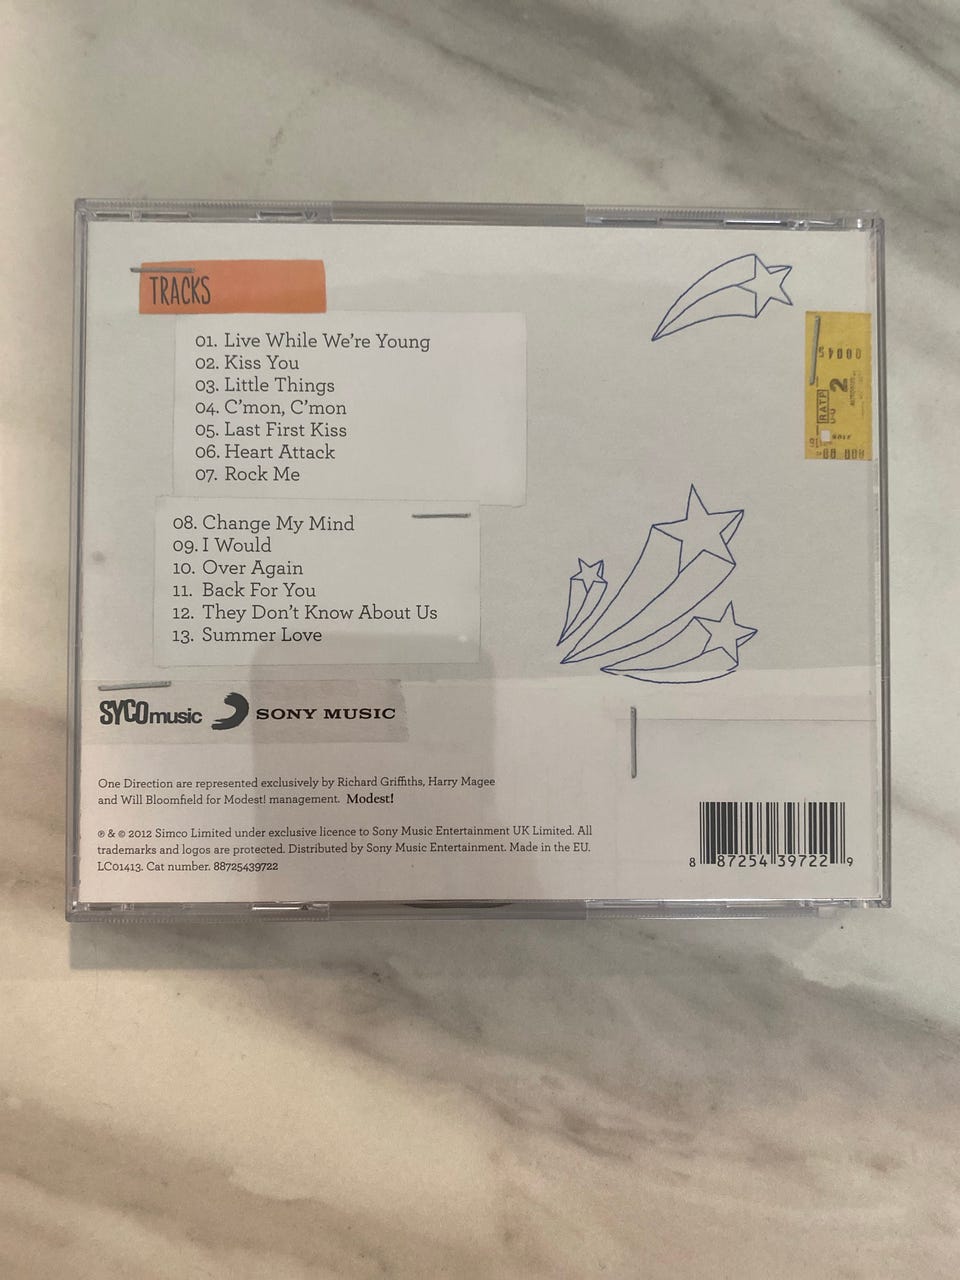 TRACKS
01. Live While We're Young
02. Kiss You
03. Little Things
04. C'mon, C'mon
05. Last First Kiss
06. Heart Attack
07. Rock Me
08. Change My Mind
09. I Would
10. Over Again
11. Back For You
12. They Don't Know About Us
13. Summer Love
RATP
2
SYCOmusic SONY MUSIC
One Direction are represented exclusively by Richard Griffiths, Harry Magee
and Will Bloomfield for Modest! management. Modest!
℗ & © 2012 Simco Limited under exclusive licence to Sony Music Entertainment UK Limited. All
trademarks and logos are protected. Distributed by Sony Music Entertainment. Made in the EU.
LC01413. Cat number. 88725439722
8 87254 39722 9